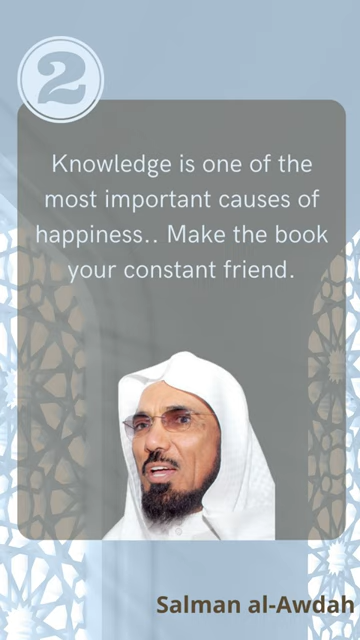 2
Knowledge is one of the
most important causes of
happiness.. Make the book
your constant friend.
Salman al-Awdah